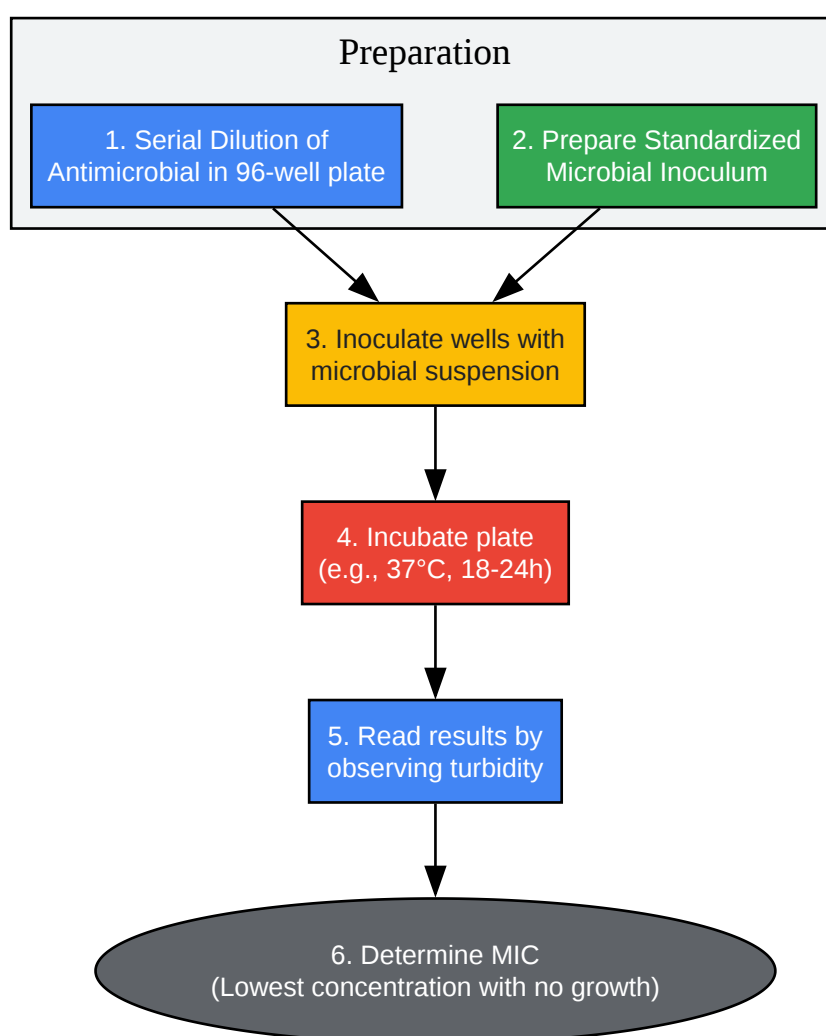 Preparation
1. Serial Dilution of
Antimicrobial in 96-well plate
2. Prepare Standardized
Microbial Inoculum
3. Inoculate wells with
microbial suspension
4. Incubate plate
(e.g., 37°C, 18-24h)
5. Read results by
observing turbidity
6. Determine MIC
(Lowest concentration with no growth)